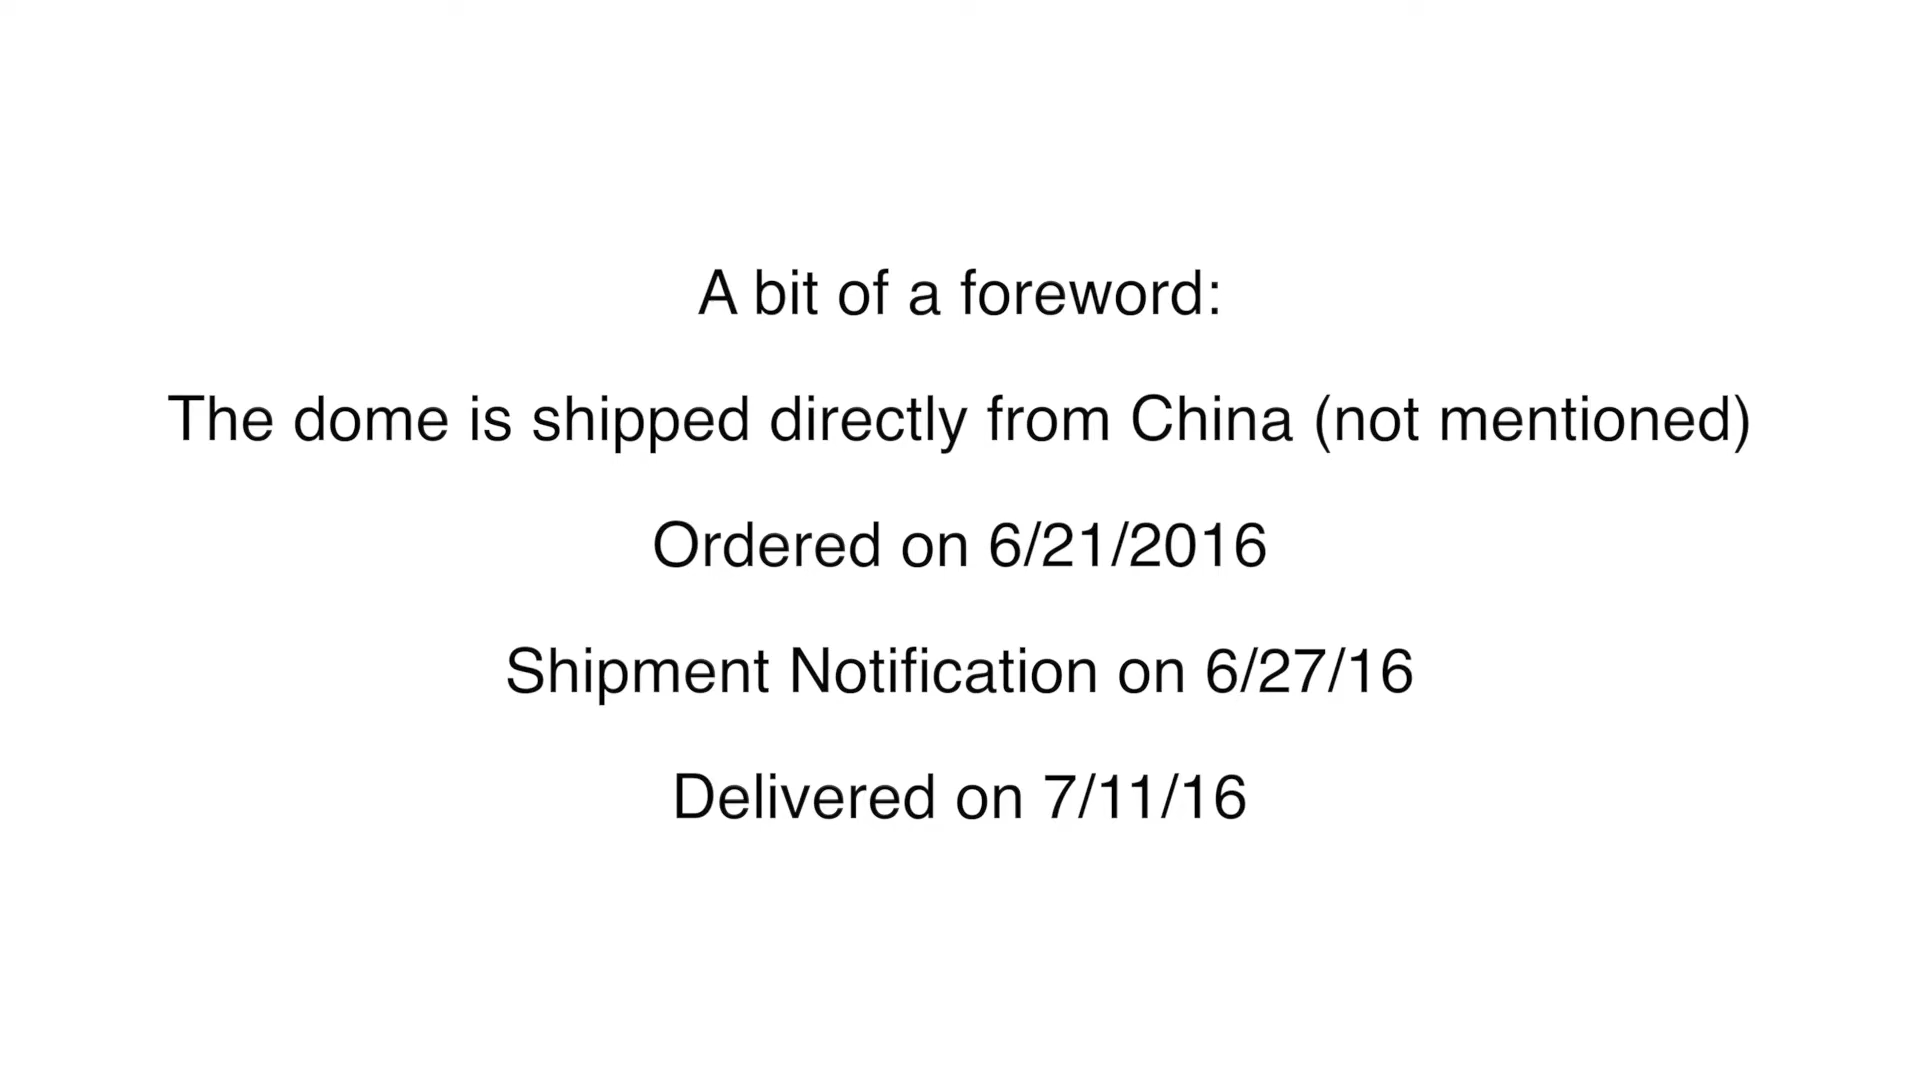 A bit of a foreword:
The dome is shipped directly from China (not mentioned)
Ordered on 6/21/2016
Shipment Notification on 6/27/16
Delivered on 7/11/16